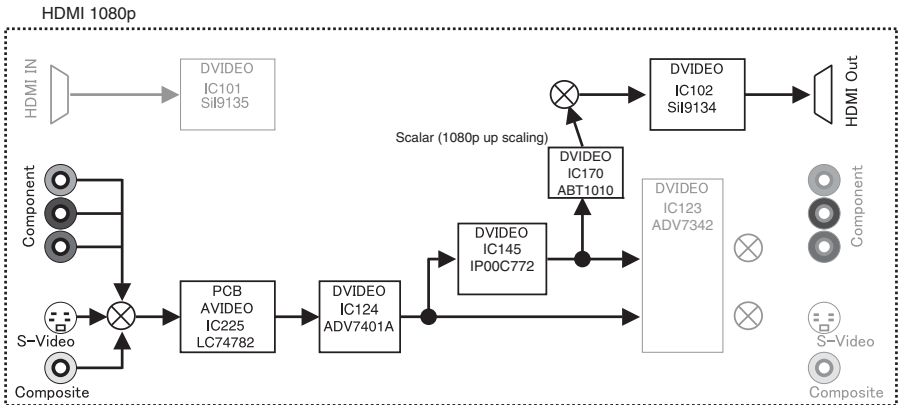 HDMI 1080p
HDMI IN
DVIDEO
IC101
SiI9135
DVIDEO
IC102
SiI9134
HDMI Out
Scalar (1080p up scaling)
DVIDEO
IC170
ABT1010
Component
DVIDEO
IC145
IP00C772
DVIDEO
IC123
ADV7342
Component
PCB
AVIDEO
IC225
LC74782
DVIDEO
IC124
ADV7401A
S-Video
Composite
S-Video
Composite